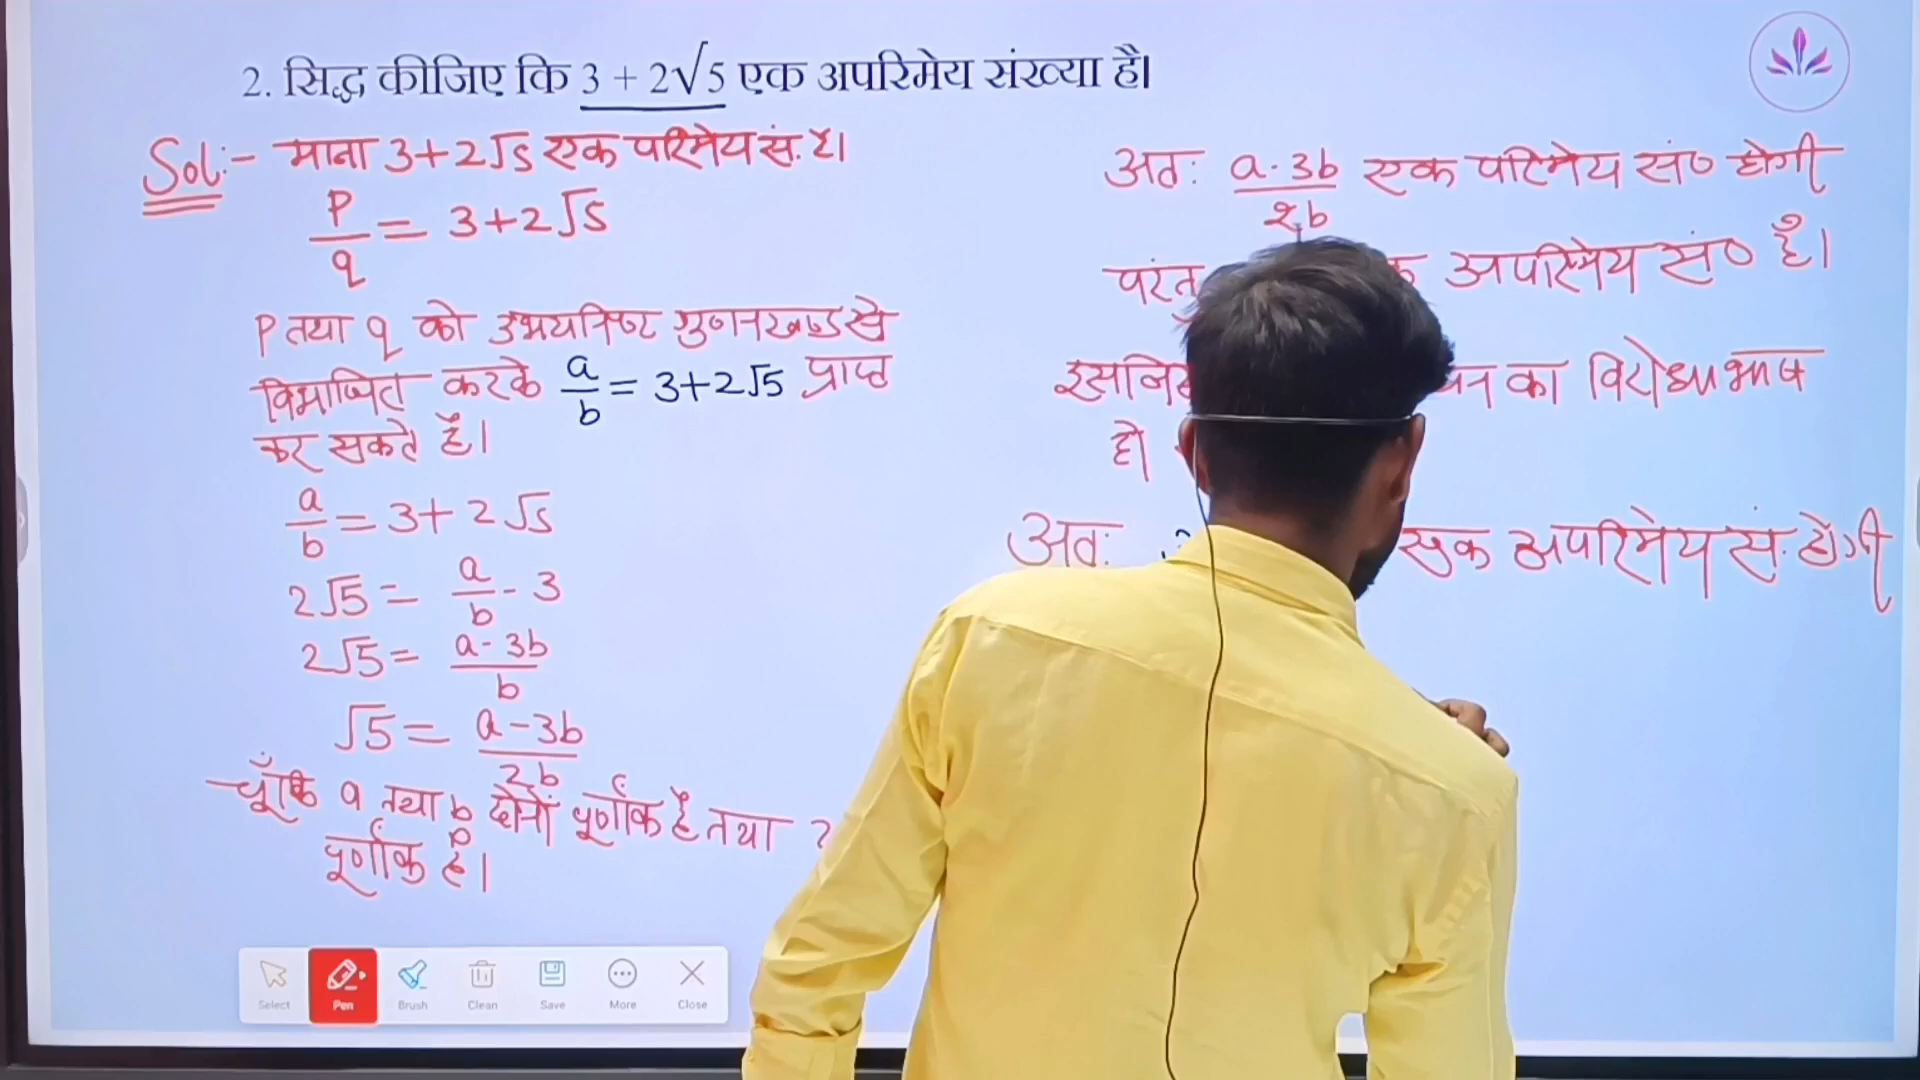 2. सिद्ध कीजिए कि 3 + 2√5 एक अपरिमेय संख्या है।
Sol:- माना 3+2√5 एक परिमेय सं. है।
p/q = 3+2√5
p तथा q को उभयनिष्ट गुणनखण्ड से
विभाजित करके a/b = 3+2√5 प्राप्त
कर सकते हैं।
a/b = 3+2√5
2√5 = a/b - 3
2√5 = a-3b/b
√5 = a-3b/2b
चूँकि a तथा b दोनों पूर्णांक हैं तथा 2
पूर्णांक है।
अतः a-3b/2b एक परिमेय सं० होगी
परंतु अपरिमेय सं० है।
का विरोधाभाष
हो
अतः एक अपरिमेय सं. होगी
Select Pen Brush Clean Save More Close